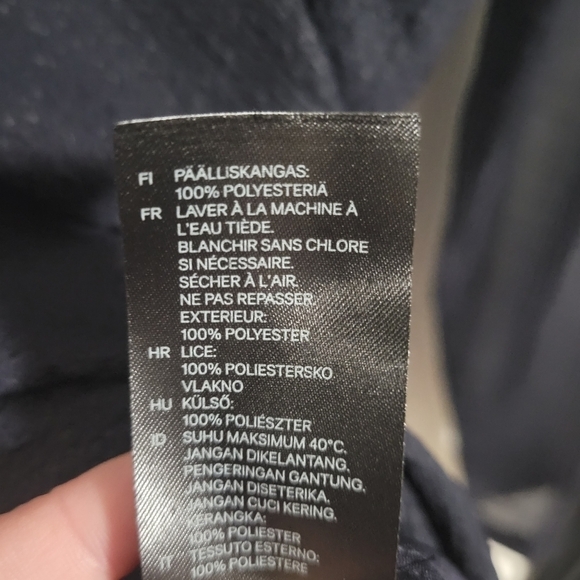 FI PÄÄLLISKANGAS:
100% POLYESTERIÄ
FR LAVER À LA MACHINE À
L'EAU TIÈDE.
BLANCHIR SANS CHLORE
SI NÉCESSAIRE.
SÉCHER À L'AIR.
NE PAS REPASSER.
EXTERIEUR:
100% POLYESTER
HR LICE:
100% POLIESTERSKO
VLAKNO
HU KÜLSŐ:
100% POLIÉSZTER
ID SUHU MAKSIMUM 40°C.
JANGAN DIKELANTANG.
PENGERINGAN GANTUNG.
JANGAN DISETERIKA.
JANGAN CUCI KERING.
KERANGKA:
100% POLIESTER
IT TESSUTO ESTERNO:
100% POLIESTERE